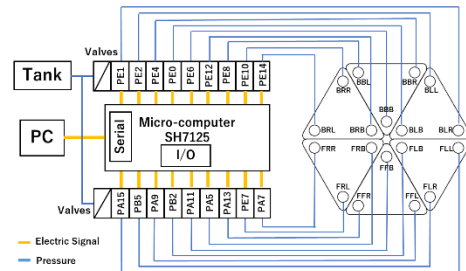 Valves
PE1 PE2 PE4 PE0 PE6 PE12 PE8 PE10 PE14
Tank
PC
Serial
Micro-computer
SH7125
I/O
Valves
PA15 PB5 PA9 PB2 PA11 PA5 PA13 PE7 PA7
Electric Signal
Pressure
BRR BBL BBR BLL
BBB
BRL BRB BLB BLR
FRR FRB FLB FLL
FFB
FRL FFR FFL FLR